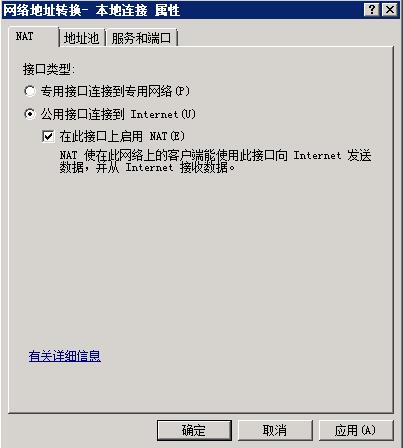 网络地址转换- 本地连接 属性
NAT 地址池 服务和端口
接口类型:
专用接口连接到专用网络(P)
公用接口连接到 Internet(U)
在此接口上启用 NAT(E)
NAT 使在此网络上的客户端能使用此接口向 Internet 发送
数据，并从 Internet 接收数据。
有关详细信息
确定 取消 应用(A)